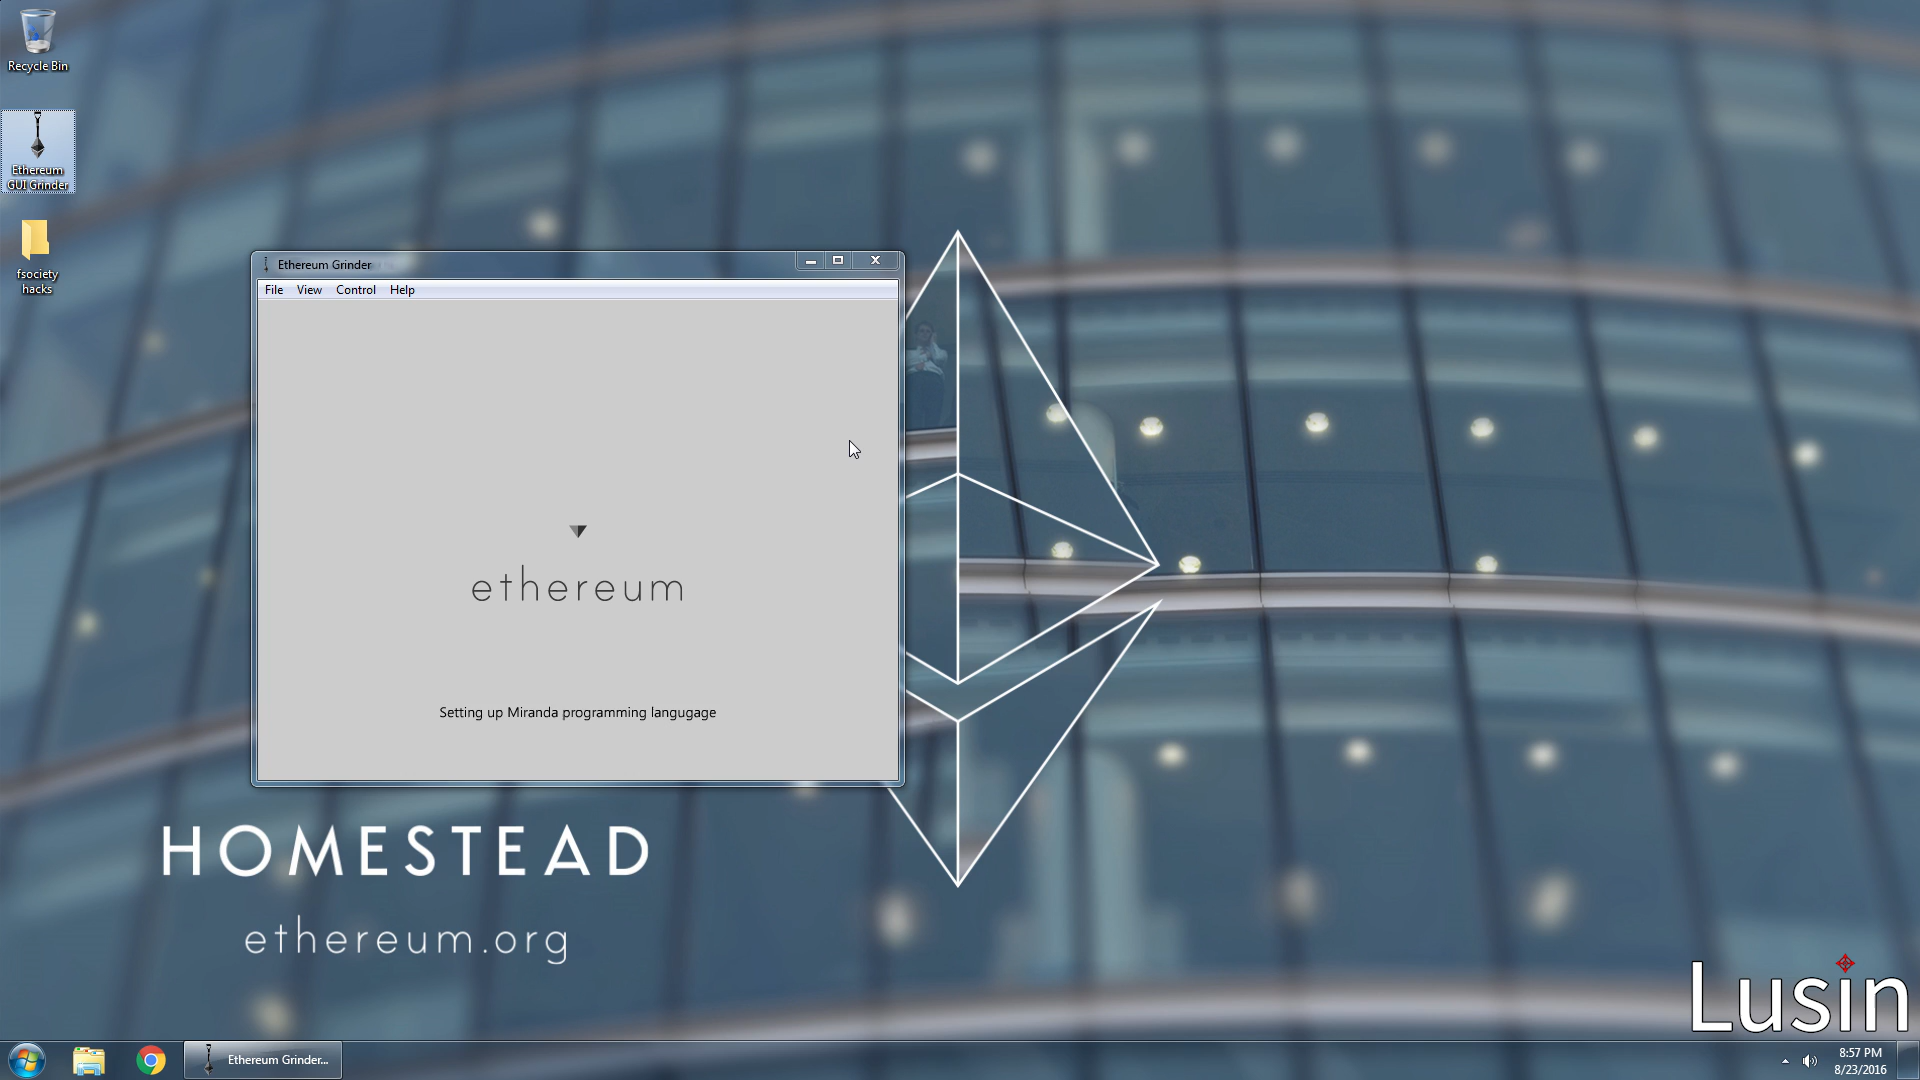 Recycle Bin
Ethereum
GUI Grinder
fsociety
hacks
Ethereum Grinder
File View Control Help
ethereum
Setting up Miranda programming langugage
HOMESTEAD
ethereum.org
Lusin
Ethereum Grinder...
8:57 PM
8/23/2016